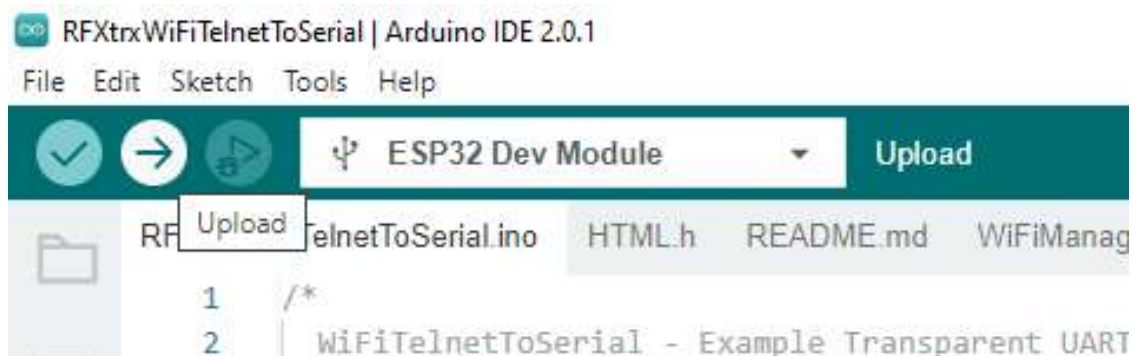 RFXtrxWiFiTelnetToSerial | Arduino IDE 2.0.1
File Edit Sketch Tools Help
ESP32 Dev Module Upload
Upload
RF TelnetToSerial.ino HTML.h README.md WiFiManag
1 /*
2 WiFiTelnetToSerial - Example Transparent UART